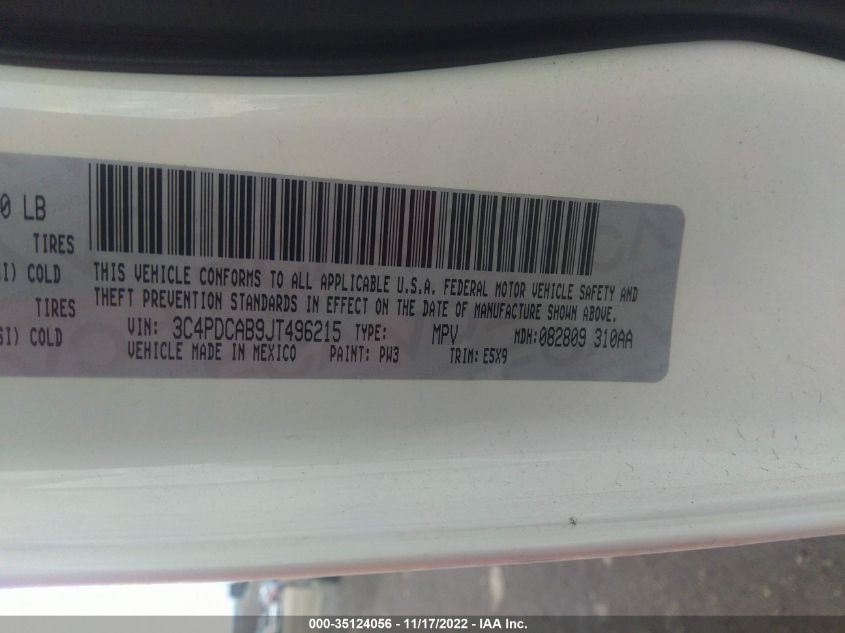 0 LB
TIRES
SI) COLD
TIRES
SI) COLD
THIS VEHICLE CONFORMS TO ALL APPLICABLE U.S.A. FEDERAL MOTOR VEHICLE SAFETY AND
THEFT PREVENTION STANDARDS IN EFFECT ON THE DATE OF MANUFACTURE SHOWN ABOVE.
VIN: 3C4PDCAB9JT496215 TYPE: MPV MDH:082809 310AA
VEHICLE MADE IN MEXICO PAINT: PW3 TRIM: E5X9
000-35124056 - 11/17/2022 - IAA Inc.